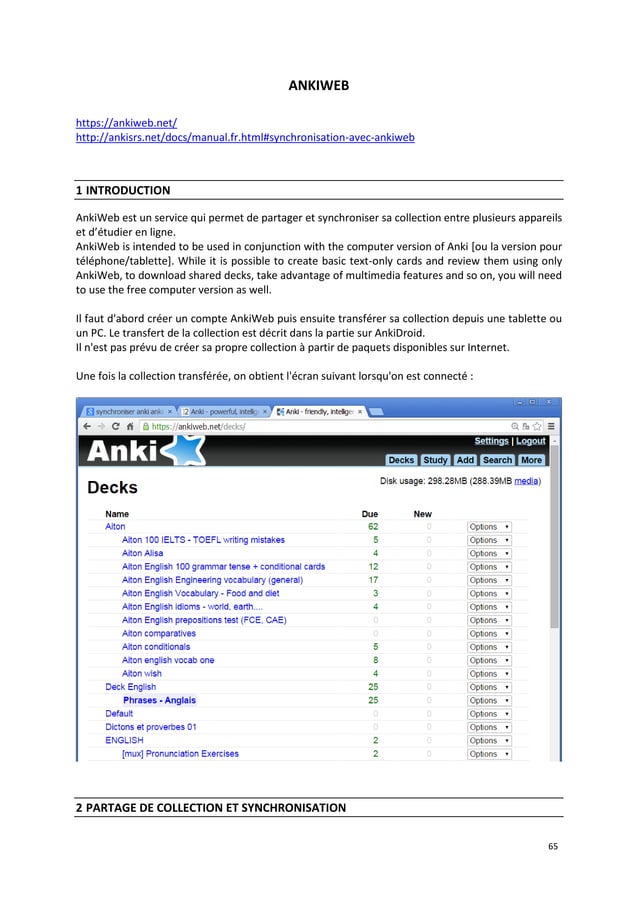 ANKIWEB
https://ankiweb.net/
http://ankisrs.net/docs/manual.fr.html#synchronisation-avec-ankiweb
1 INTRODUCTION
AnkiWeb est un service qui permet de partager et synchroniser sa collection entre plusieurs appareils
et d'étudier en ligne.
AnkiWeb is intended to be used in conjunction with the computer version of Anki [ou la version pour
téléphone/tablette]. While it is possible to create basic text-only cards and review them using only
AnkiWeb, to download shared decks, take advantage of multimedia features and so on, you will need
to use the free computer version as well.
Il faut d'abord créer un compte AnkiWeb puis ensuite transférer sa collection depuis une tablette ou
un PC. Le transfert de la collection est décrit dans la partie sur AnkiDroid.
Il n'est pas prévu de créer sa propre collection à partir de paquets disponibles sur Internet.
Une fois la collection transférée, on obtient l'écran suivant lorsqu'on est connecté :
synchroniser anki anki × Anki - powerful, intellige × Anki - friendly, intelligen ×
https://ankiweb.net/decks/
Anki
Settings | Logout
Decks Study Add Search More
Decks
Disk usage: 298.28MB (288.39MB media)
Name Due New
Aiton 62 0 Options
Aiton 100 IELTS - TOEFL writing mistakes 5 0 Options
Aiton Alisa 4 0 Options
Aiton English 100 grammar tense + conditional cards 12 0 Options
Aiton English Engineering vocabulary (general) 17 0 Options
Aiton English Vocabulary - Food and diet 3 0 Options
Aiton English idioms - world, earth.... 4 0 Options
Aiton English prepositions test (FCE, CAE) 0 0 Options
Aiton comparatives 0 0 Options
Aiton conditionals 5 0 Options
Aiton english vocab one 8 0 Options
Aiton wish 4 0 Options
Deck English 25 0 Options
Phrases - Anglais 25 0 Options
Default 0 0 Options
Dictons et proverbes 01 0 0 Options
ENGLISH 2 0 Options
[mux] Pronunciation Exercises 2 0 Options
2 PARTAGE DE COLLECTION ET SYNCHRONISATION
65